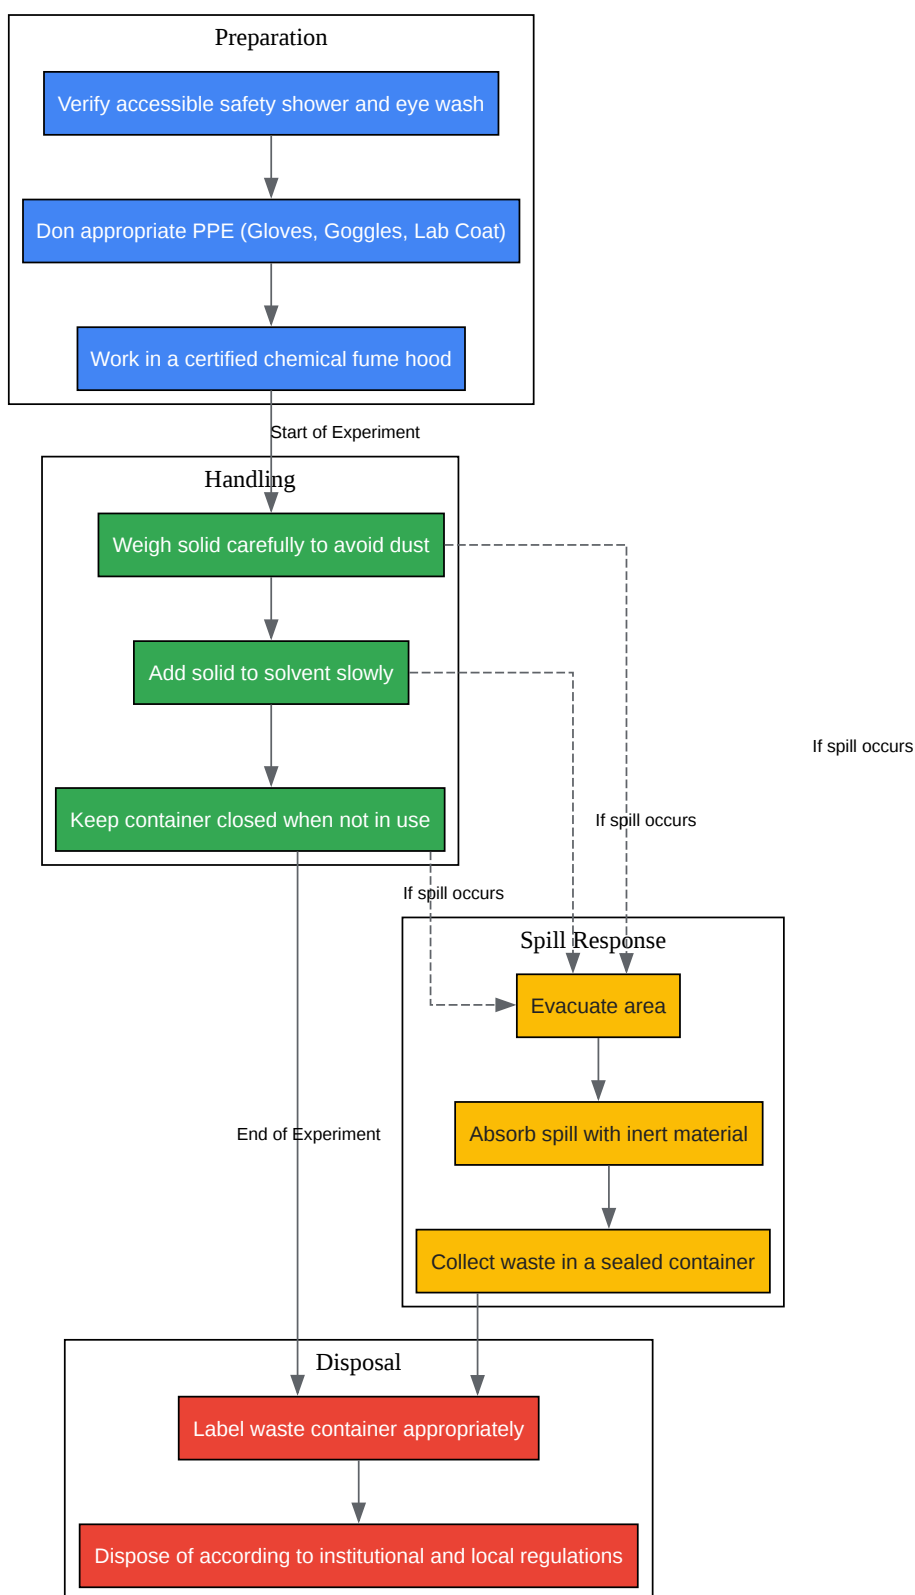 Preparation
Verify accessible safety shower and eye wash
Don appropriate PPE (Gloves, Goggles, Lab Coat)
Work in a certified chemical fume hood
Start of Experiment
Handling
Weigh solid carefully to avoid dust
Add solid to solvent slowly
If spill occurs
Keep container closed when not in use
If spill occurs
If spill occurs
Spill Response
Evacuate area
Absorb spill with inert material
End of Experiment
Collect waste in a sealed container
Disposal
Label waste container appropriately
Dispose of according to institutional and local regulations